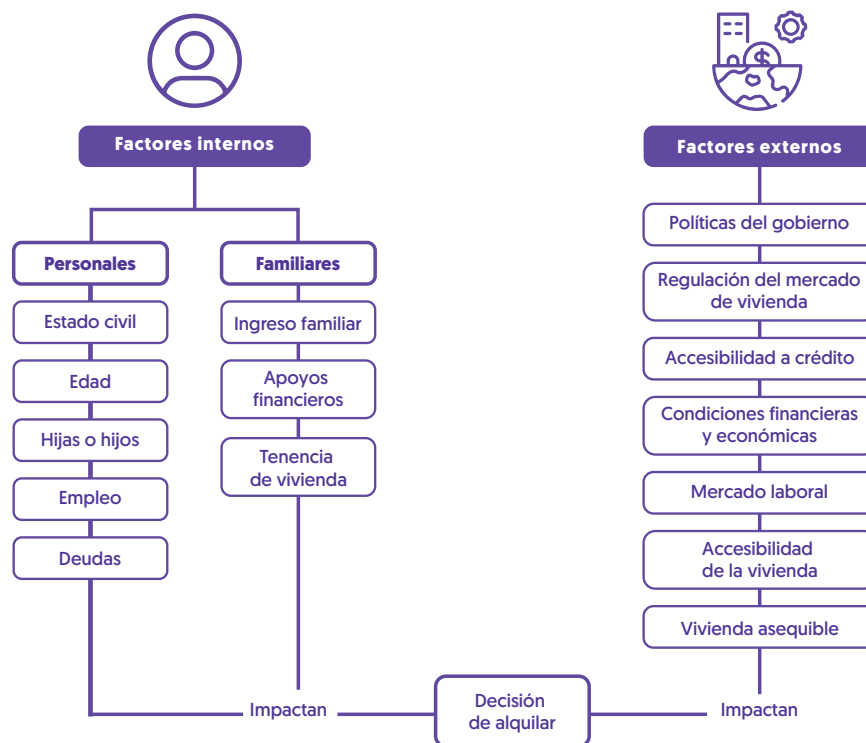 Factores internos
Personales
Estado civil
Edad
Hijas o hijos
Empleo
Deudas
Familiares
Ingreso familiar
Apoyos
financieros
Tenencia
de vivienda
Impactan
Factores externos
$
Políticas del gobierno
Regulación del mercado
de vivienda
Accesibilidad a crédito
Condiciones financieras
y económicas
Mercado laboral
Accesibilidad
de la vivienda
Vivienda asequible
Impactan
Decisión
de alquilar